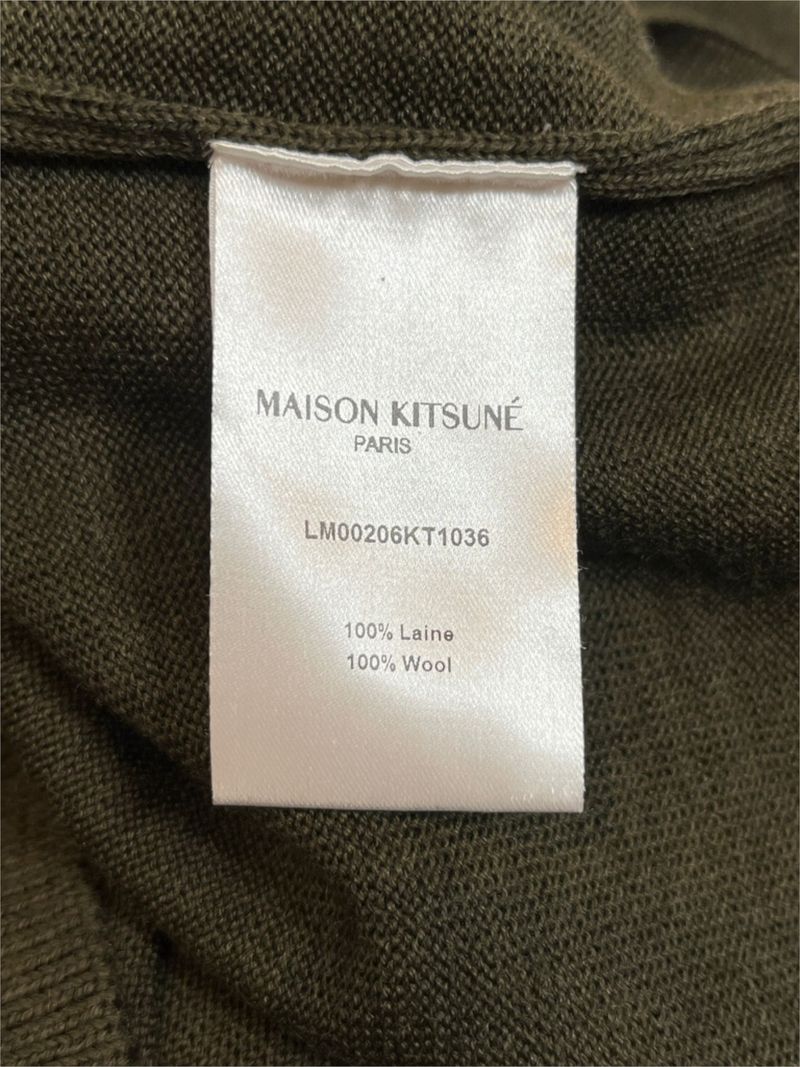 MAISON KITSUNÉ
PARIS
LM00206KT1036
100% Laine
100% Wool